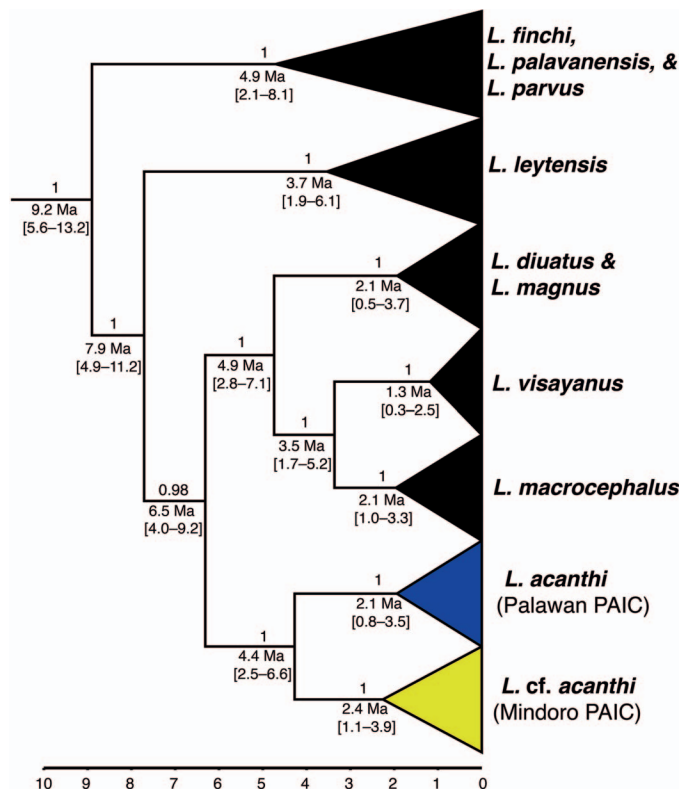 1
4.9 Ma
[2.1–8.1]
L. finchi,
L. palavanensis, &
L. parvus
1
3.7 Ma
[1.9–6.1]
L. leytensis
1
9.2 Ma
[5.6–13.2]
1
2.1 Ma
[0.5–3.7]
L. diuatus &
L. magnus
1
7.9 Ma
[4.9–11.2]
1
4.9 Ma
[2.8–7.1]
1
1.3 Ma
[0.3–2.5]
L. visayanus
1
3.5 Ma
[1.7–5.2]
1
2.1 Ma
[1.0–3.3]
L. macrocephalus
0.98
6.5 Ma
[4.0–9.2]
1
2.1 Ma
[0.8–3.5]
L. acanthi
(Palawan PAIC)
1
4.4 Ma
[2.5–6.6]
1
2.4 Ma
[1.1–3.9]
L. cf. acanthi
(Mindoro PAIC)
10 9 8 7 6 5 4 3 2 1 0